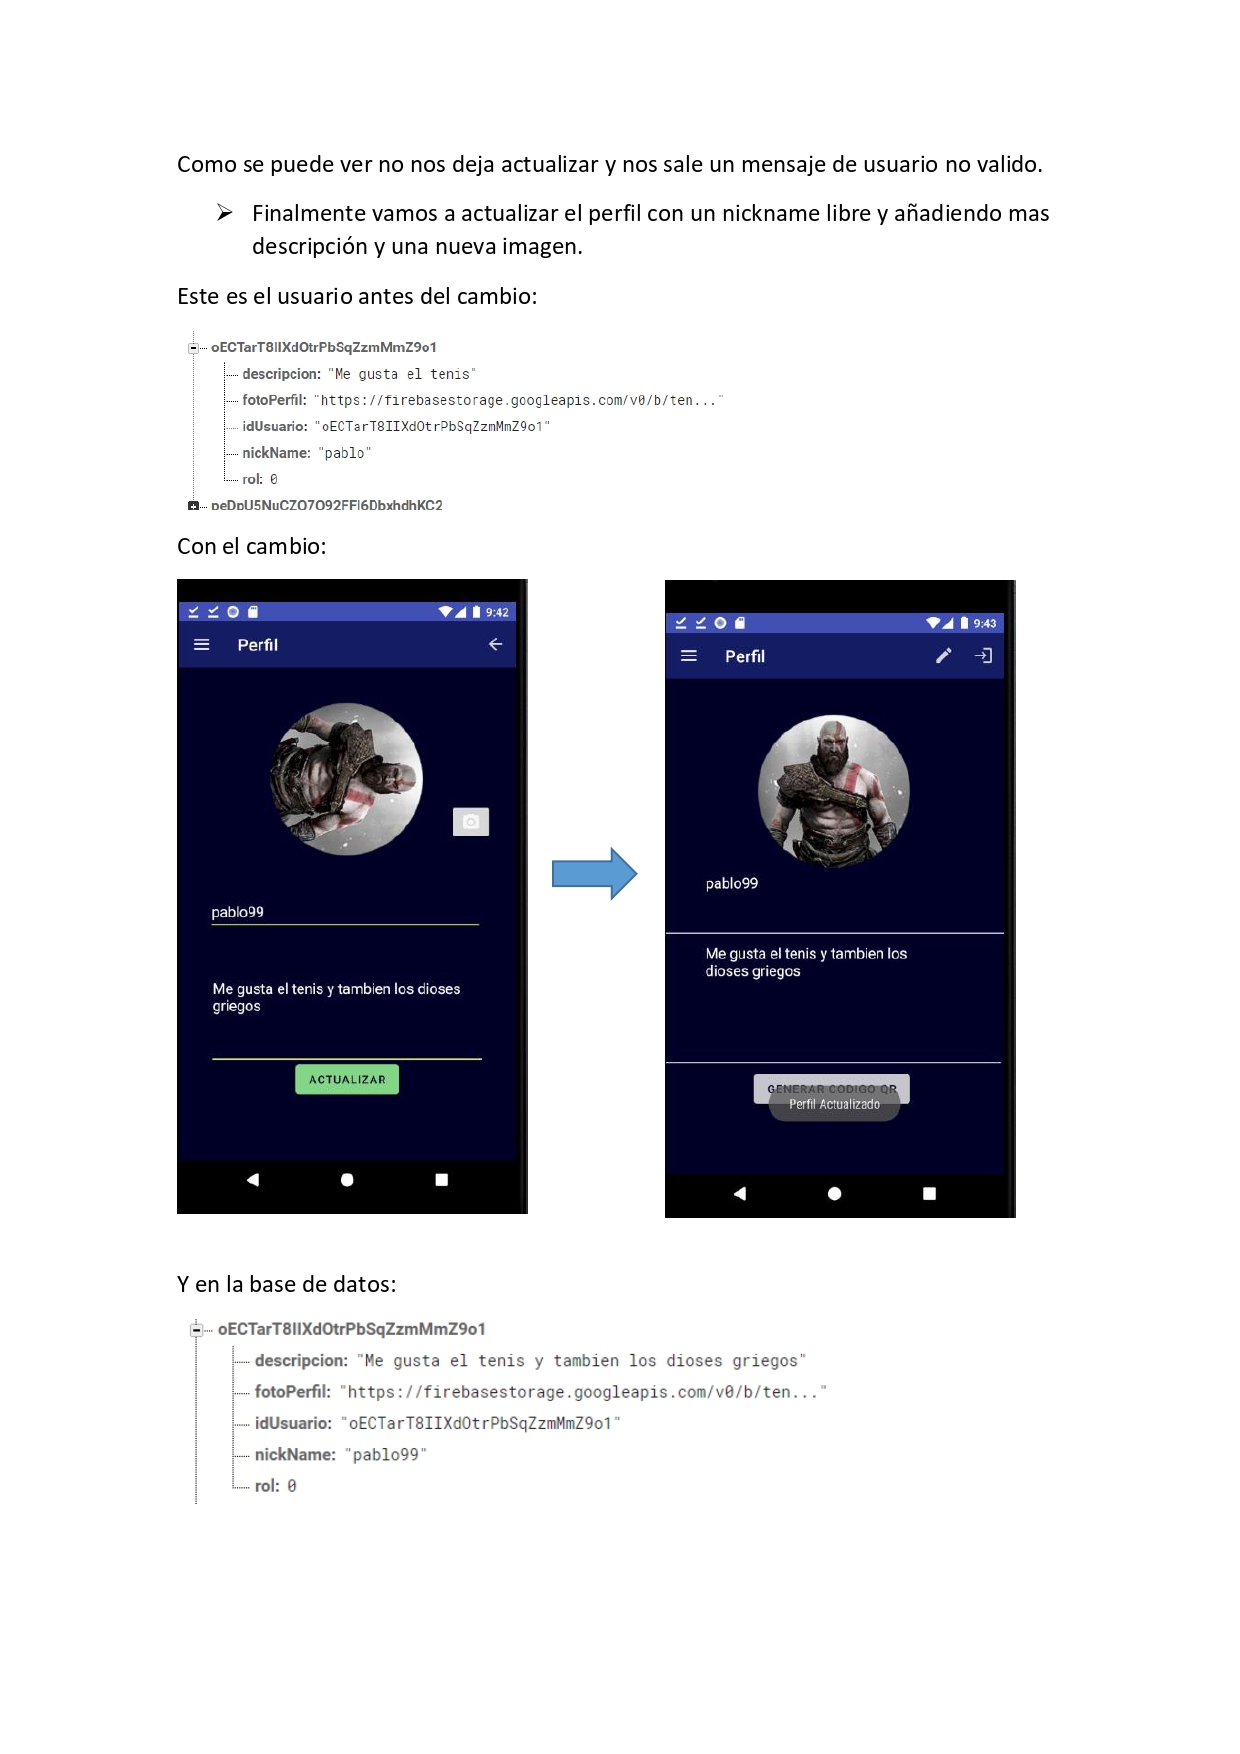 Como se puede ver no nos deja actualizar y nos sale un mensaje de usuario no valido.
➢ Finalmente vamos a actualizar el perfil con un nickname libre y añadiendo mas
descripción y una nueva imagen.
Este es el usuario antes del cambio:
oECTarT8IIXdOtrPbSqZzmMmZ9o1
descripcion: "Me gusta el tenis"
fotoPerfil: "https://firebasestorage.googleapis.com/v0/b/ten..."
idUsuario: "oECTarT8IIXdOtrPbSqZzmMmZ9o1"
nickName: "pablo"
rol: 0
peDpU5NuCZO7O92FFI6DbxhdhKC2
Con el cambio:
9:42
Perfil
pablo99
Me gusta el tenis y tambien los dioses
griegos
ACTUALIZAR
9:43
Perfil
pablo99
Me gusta el tenis y tambien los
dioses griegos
GENERAR CODIGO QR
Perfil Actualizado
Y en la base de datos:
oECTarT8IIXdOtrPbSqZzmMmZ9o1
descripcion: "Me gusta el tenis y tambien los dioses griegos"
fotoPerfil: "https://firebasestorage.googleapis.com/v0/b/ten..."
idUsuario: "oECTarT8IIXdOtrPbSqZzmMmZ9o1"
nickName: "pablo99"
rol: 0